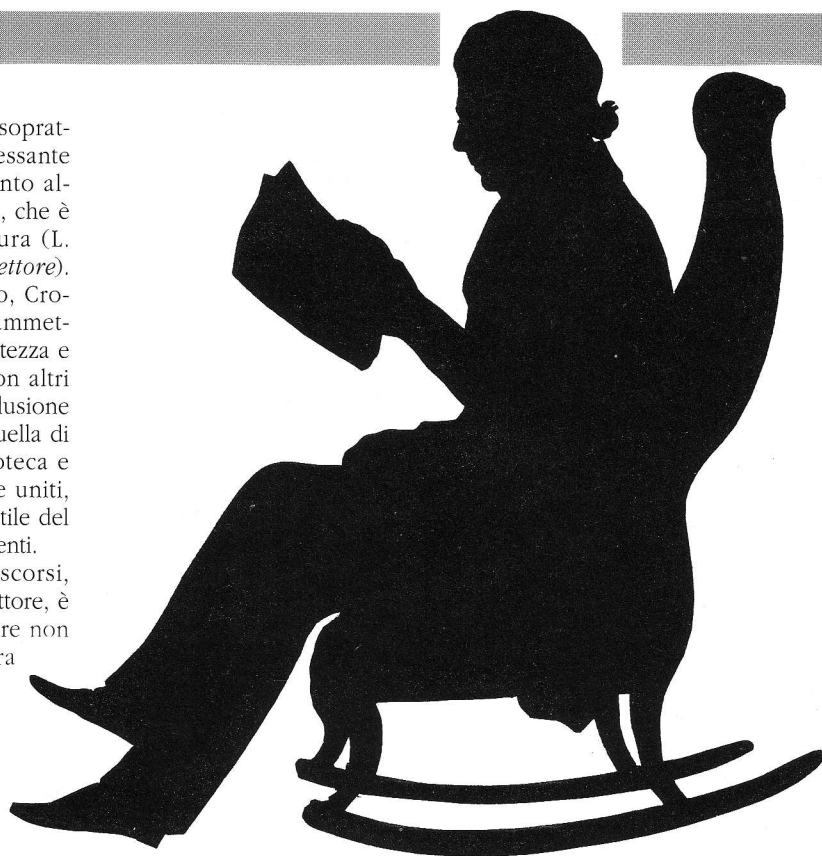 soprat-
essante
nto al-
, che è
ura (L.
ettore).
o, Cro-
ammet-
tezza e
on altri
lusione
uella di
oteca e
e uniti,
tile del
enti.
scorsi,
ttore, è
re non
ra